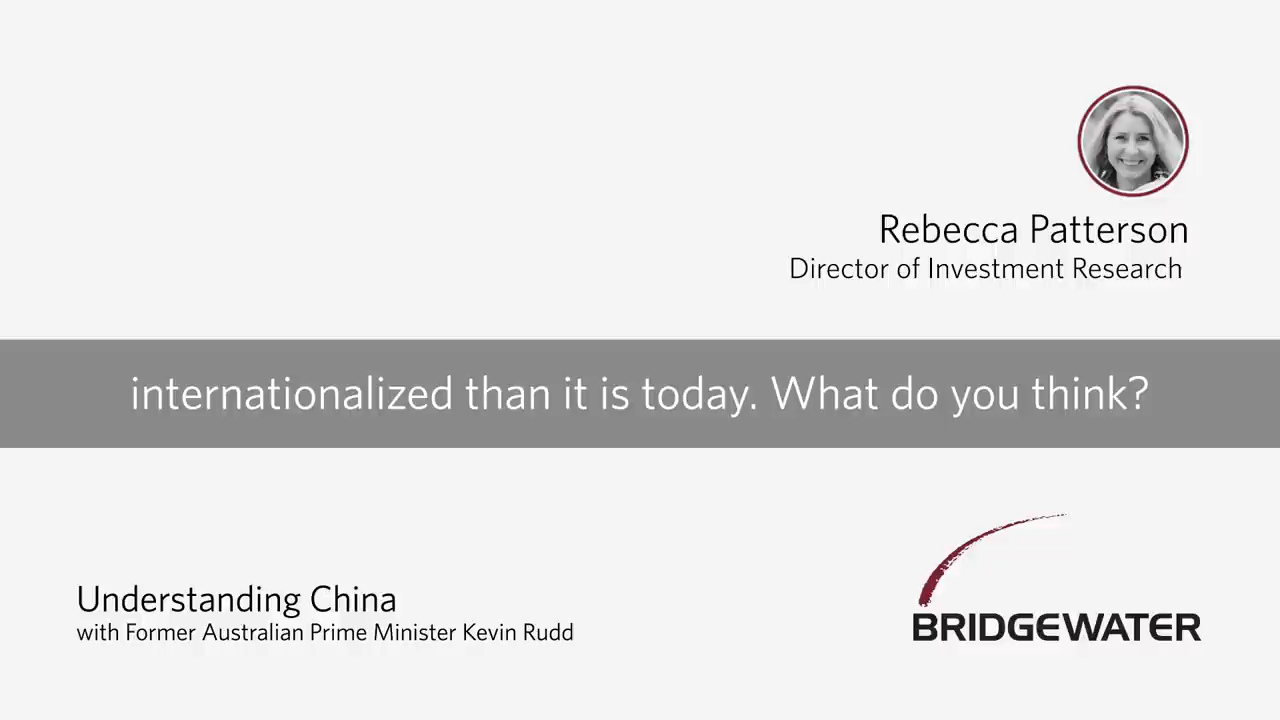 Rebecca Patterson
Director of Investment Research
internationalized than it is today. What do you think?
Understanding China
with Former Australian Prime Minister Kevin Rudd
BRIDGEWATER